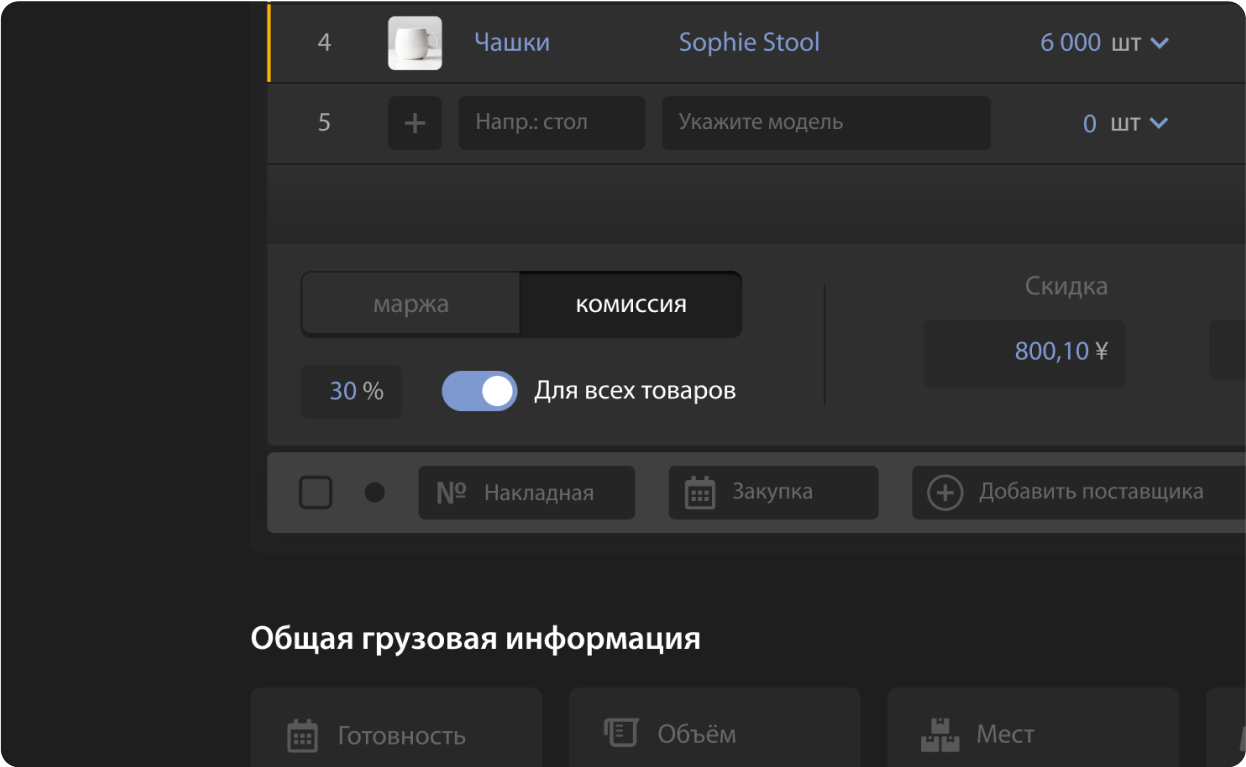 4 Чашки Sophie Stool 6 000 шт
5 + Напр.: стол Укажите модель 0 шт
маржа комиссия Скидка
800,10 ¥
30 % Для всех товаров
№ Накладная Закупка Добавить поставщика
Общая грузовая информация
Готовность Объём Мест